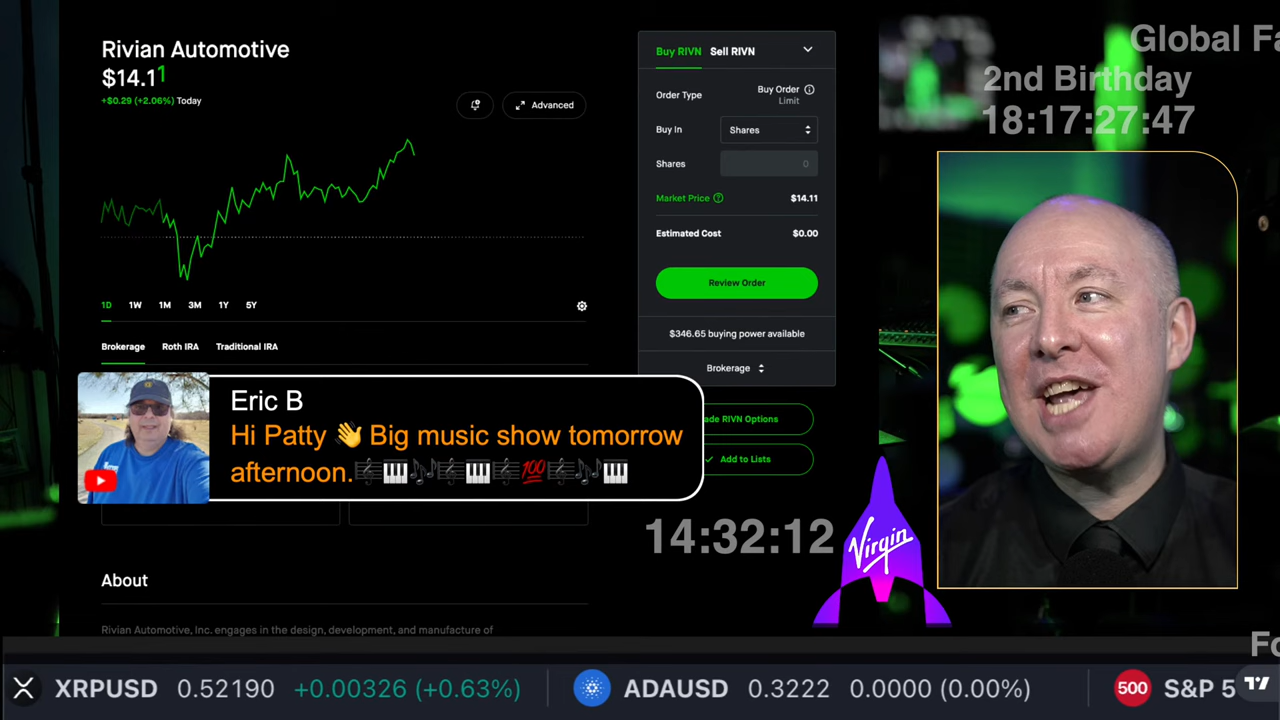 Rivian Automotive
$14.11
+$0.29 (+2.06%) Today
Advanced
1D 1W 1M 3M 1Y 5Y
Brokerage Roth IRA Traditional IRA
Buy RIVN Sell RIVN
Order Type Buy Order
Limit
Buy In Shares
Shares 0
Market Price $14.11
Estimated Cost $0.00
Review Order
$346.65 buying power available
Brokerage
RIVN Options
Add to Lists
Eric B
Hi Patty 👋 Big music show tomorrow
afternoon.🎼🎹🎶🎼🎹🎼💯🎼🎶🎹
14:32:12
Virgin
About
Rivian Automotive, Inc. engages in the design, development, and manufacture of
Global
2nd Birthday
18:17:27:47
XRPUSD 0.52190 +0.00326 (+0.63%) ADAUSD 0.3222 0.0000 (0.00%) 500 S&P 5